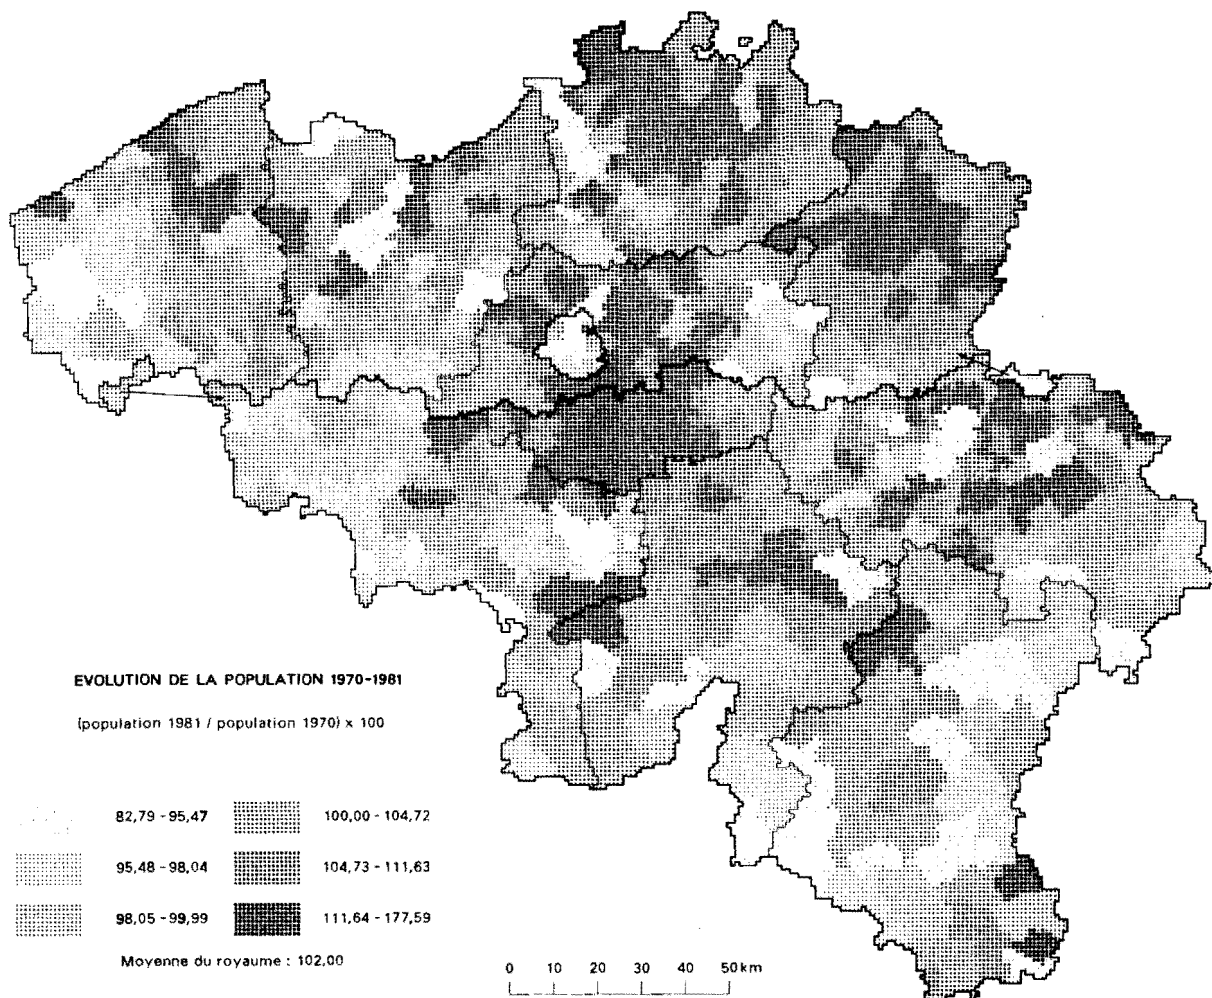 EVOLUTION DE LA POPULATION 1970-1981
(population 1981 / population 1970) x 100
82,79 - 95,47
100,00 - 104,72
95,48 - 98,04
104,73 - 111,63
98,05 - 99,99
111,64 - 177,59
Moyenne du royaume : 102,00
0 10 20 30 40 50 km